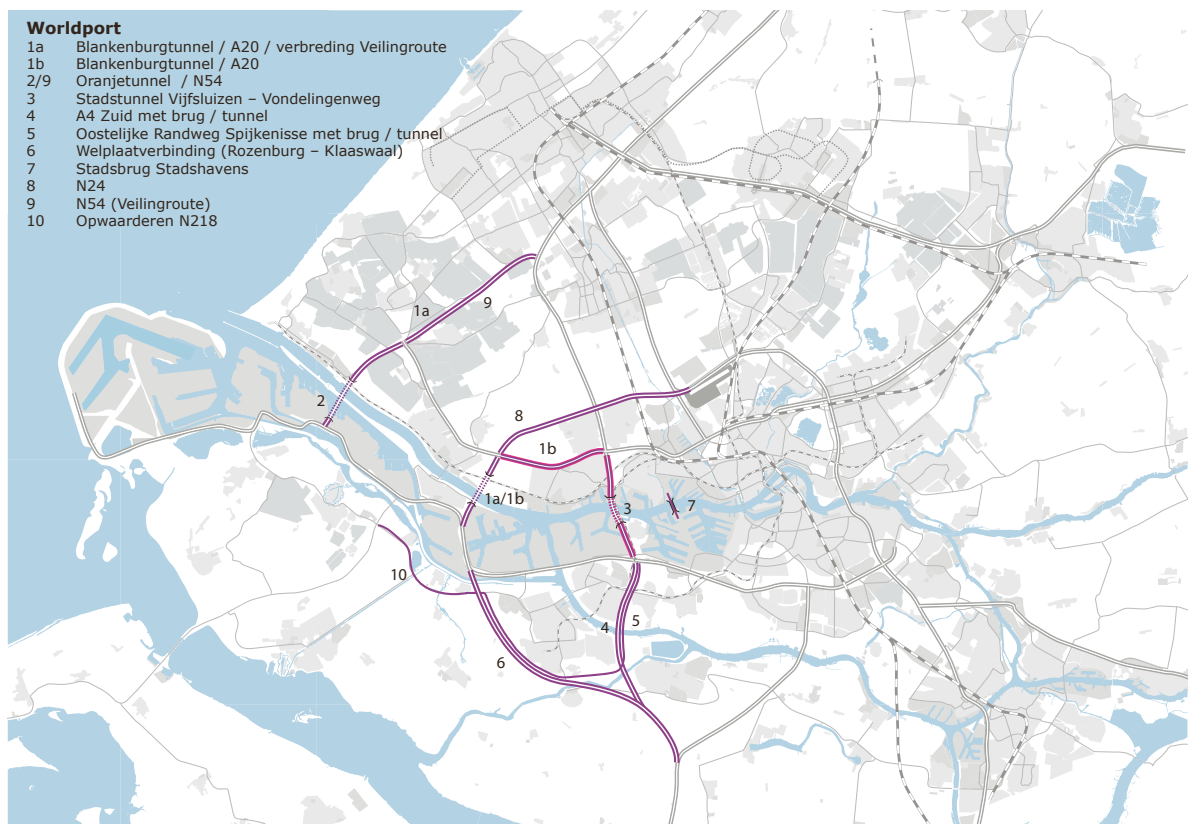 Worldport
1a Blankenburgtunnel / A20 / verbreding Veilingroute
1b Blankenburgtunnel / A20
2/9 Oranjetunnel / N54
3 Stadstunnel Vijfsluizen – Vondelingenweg
4 A4 Zuid met brug / tunnel
5 Oostelijke Randweg Spijkenisse met brug / tunnel
6 Welplaatverbinding (Rozenburg – Klaaswaal)
7 Stadsbrug Stadshavens
8 N24
9 N54 (Veilingroute)
10 Opwaarderen N218
1a
9
2
8
1b
1a/1b
3
7
10
5
4
6